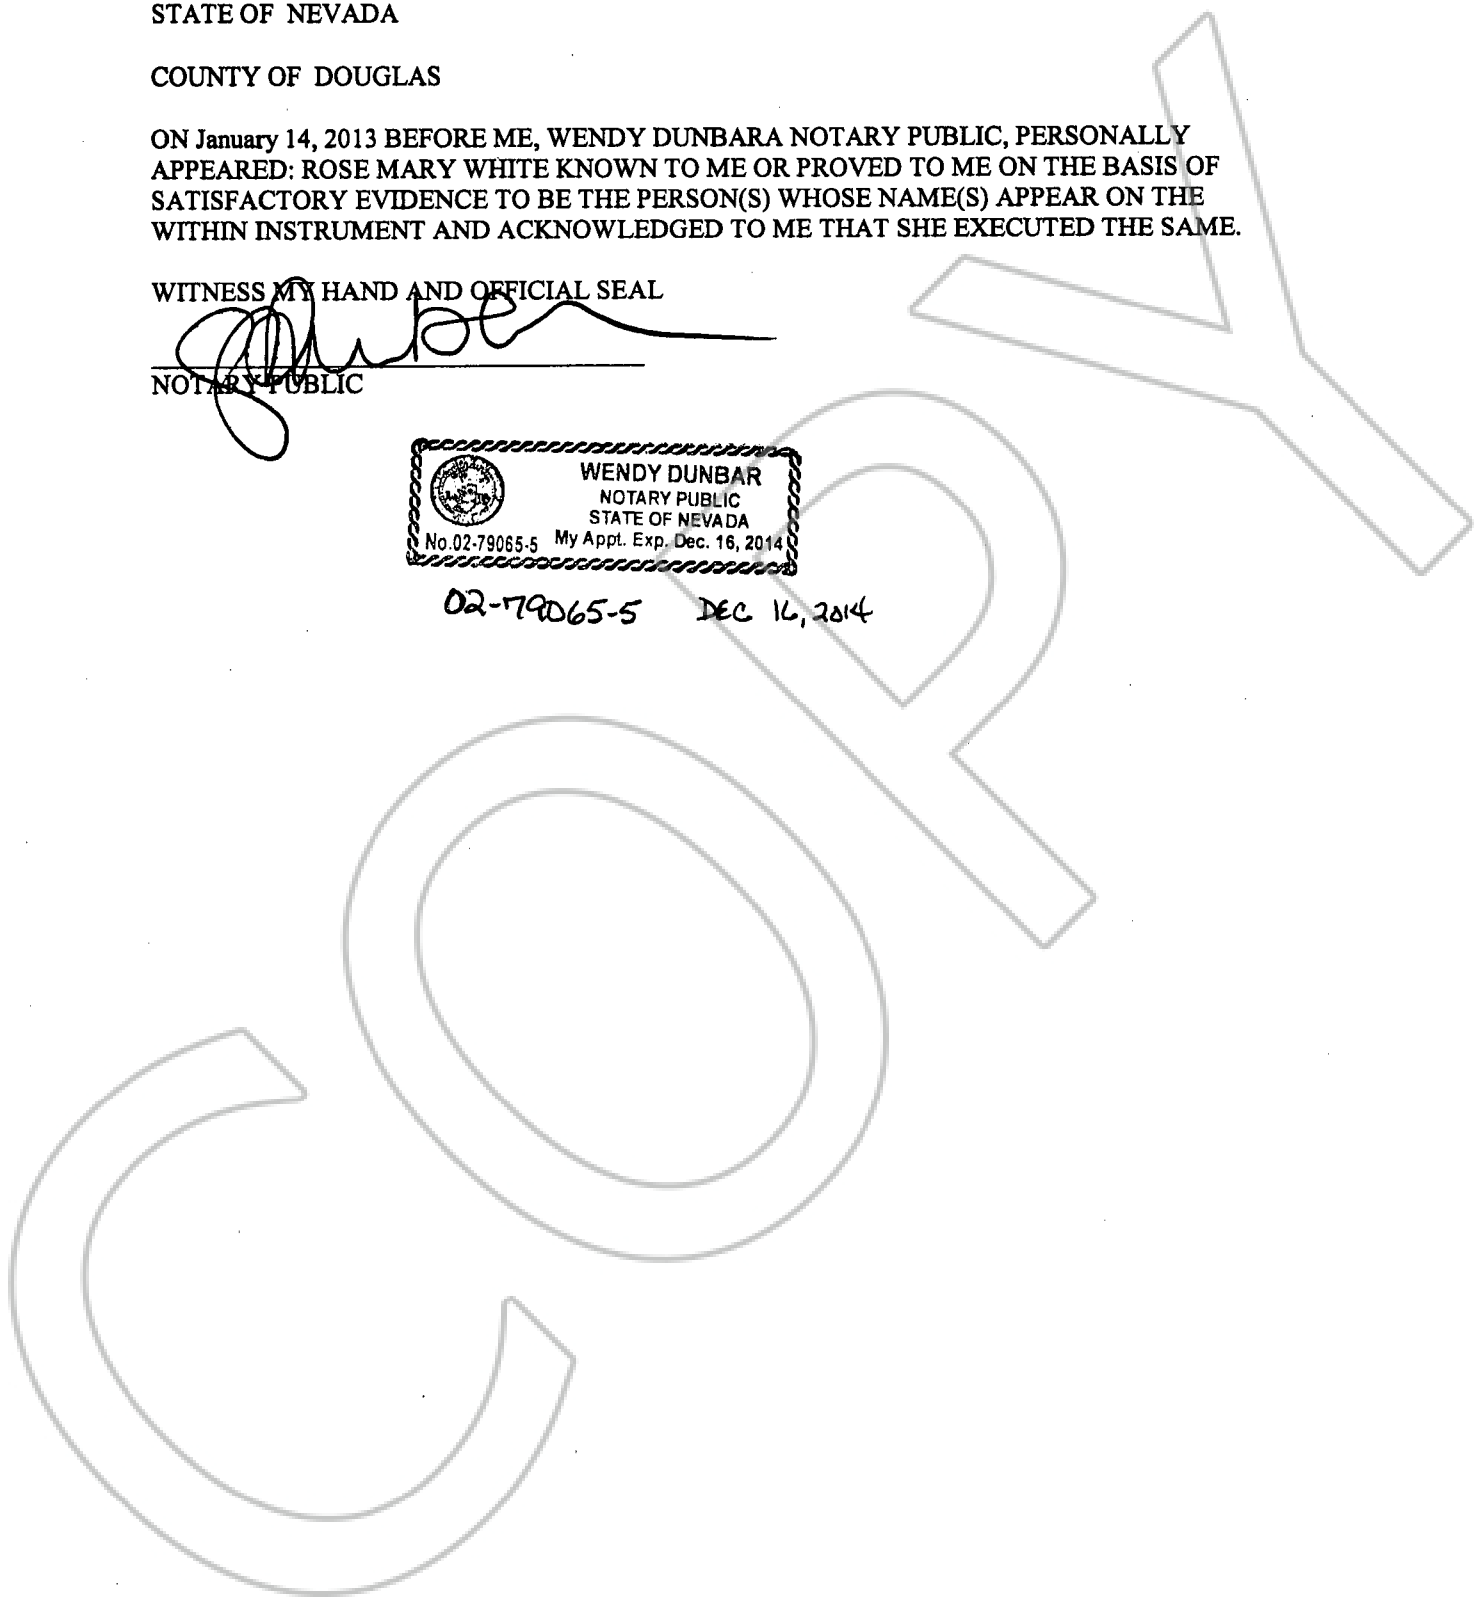 STATE OF NEVADA
COUNTY OF DOUGLAS
ON January 14, 2013 BEFORE ME, WENDY DUNBARA NOTARY PUBLIC, PERSONALLY
APPEARED: ROSE MARY WHITE KNOWN TO ME OR PROVED TO ME ON THE BASIS OF
SATISFACTORY EVIDENCE TO BE THE PERSON(S) WHOSE NAME(S) APPEAR ON THE
WITHIN INSTRUMENT AND ACKNOWLEDGED TO ME THAT SHE EXECUTED THE SAME.
WITNESS MY HAND AND OFFICIAL SEAL
NOTARY PUBLIC
WENDY DUNBAR
NOTARY PUBLIC
STATE OF NEVADA
No.02-79065-5 My Appt. Exp. Dec. 16, 2014
02-79065-5 DEC 16, 2014
COPY